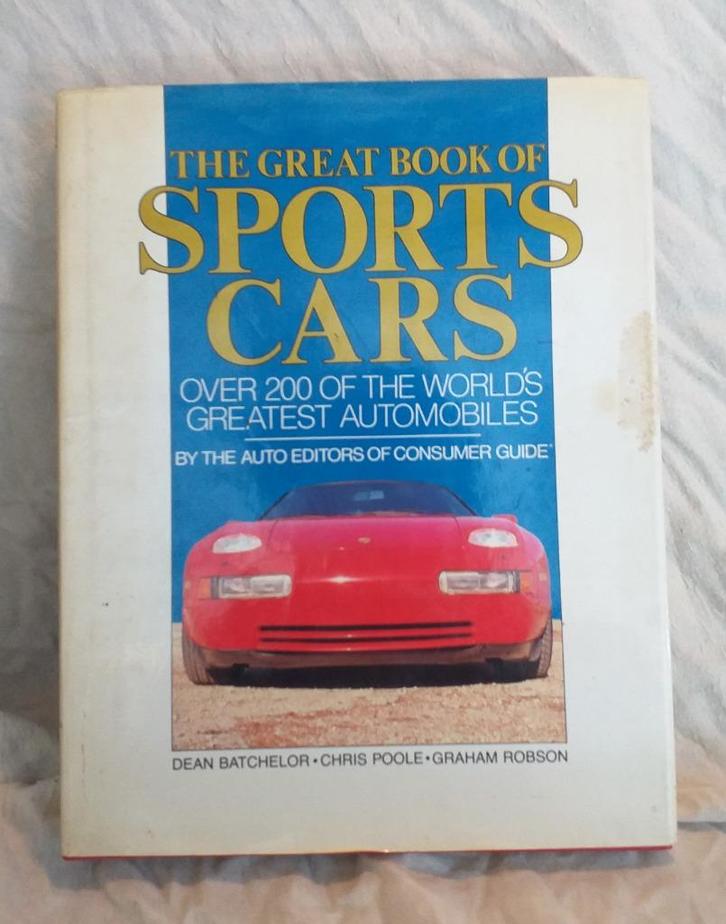 THE GREAT BOOK OF
SPORTS
CARS
OVER 200 OF THE WORLD'S
GREATEST AUTOMOBILES
BY THE AUTO EDITORS OF CONSUMER GUIDE®
DEAN BATCHELOR • CHRIS POOLE • GRAHAM ROBSON